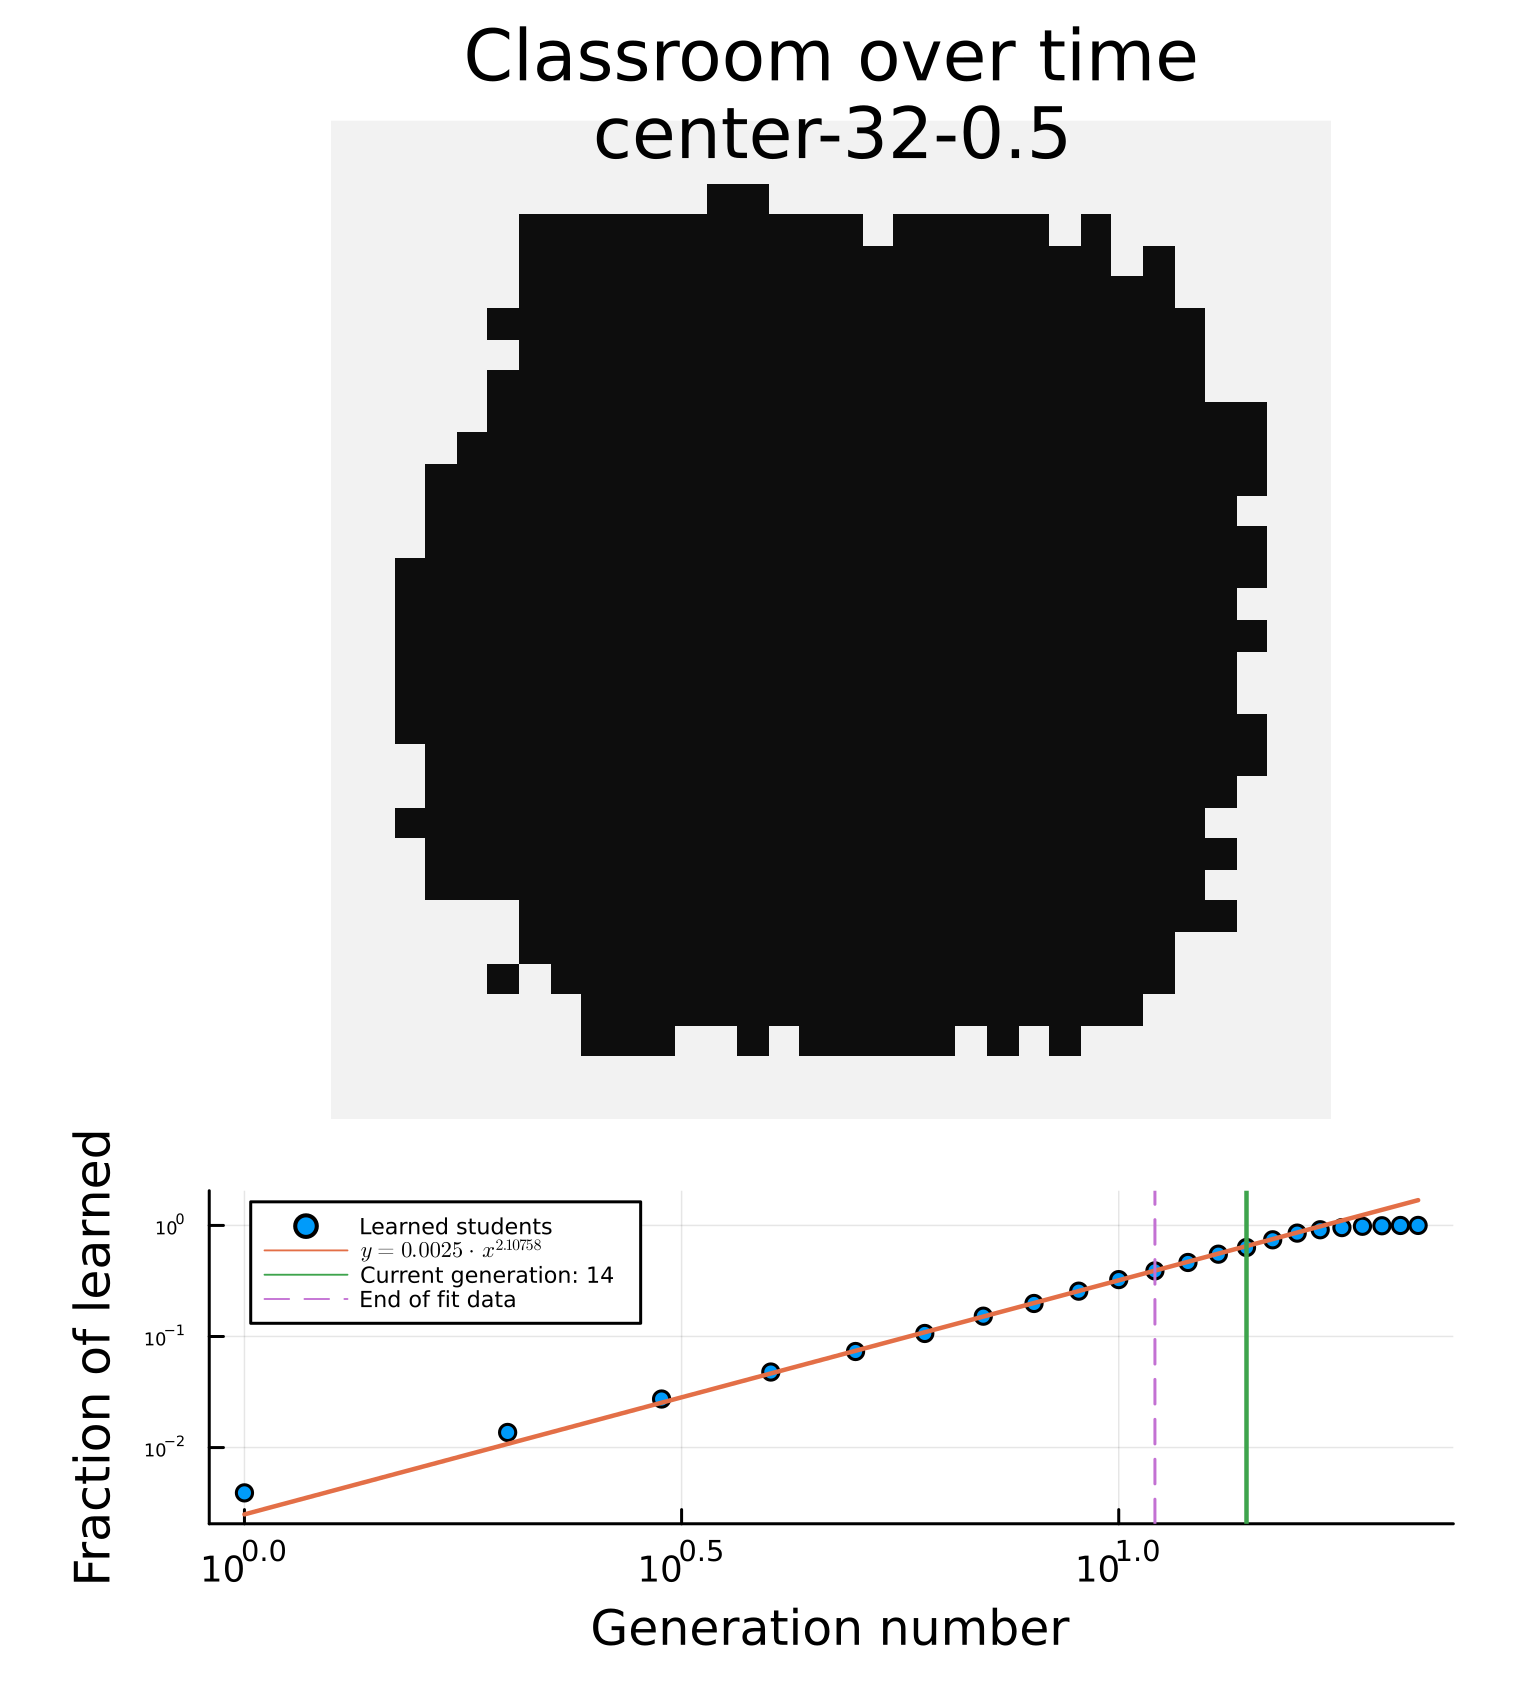 Classroom over time
center-32-0.5
Fraction of learned
10^0
10^-1
10^-2
Learned students
y = 0.0025 · x^2.10758
Current generation: 14
End of fit data
10^0.0 10^0.5 10^1.0
Generation number